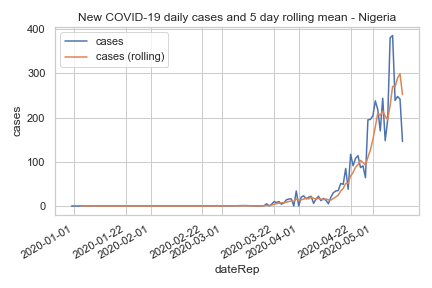 New COVID-19 daily cases and 5 day rolling mean - Nigeria
cases
cases (rolling)
400
300
200
100
0
cases
2020-01-01
2020-01-22
2020-02-01
2020-02-22
2020-03-01
2020-03-22
2020-04-01
2020-04-22
2020-05-01
dateRep